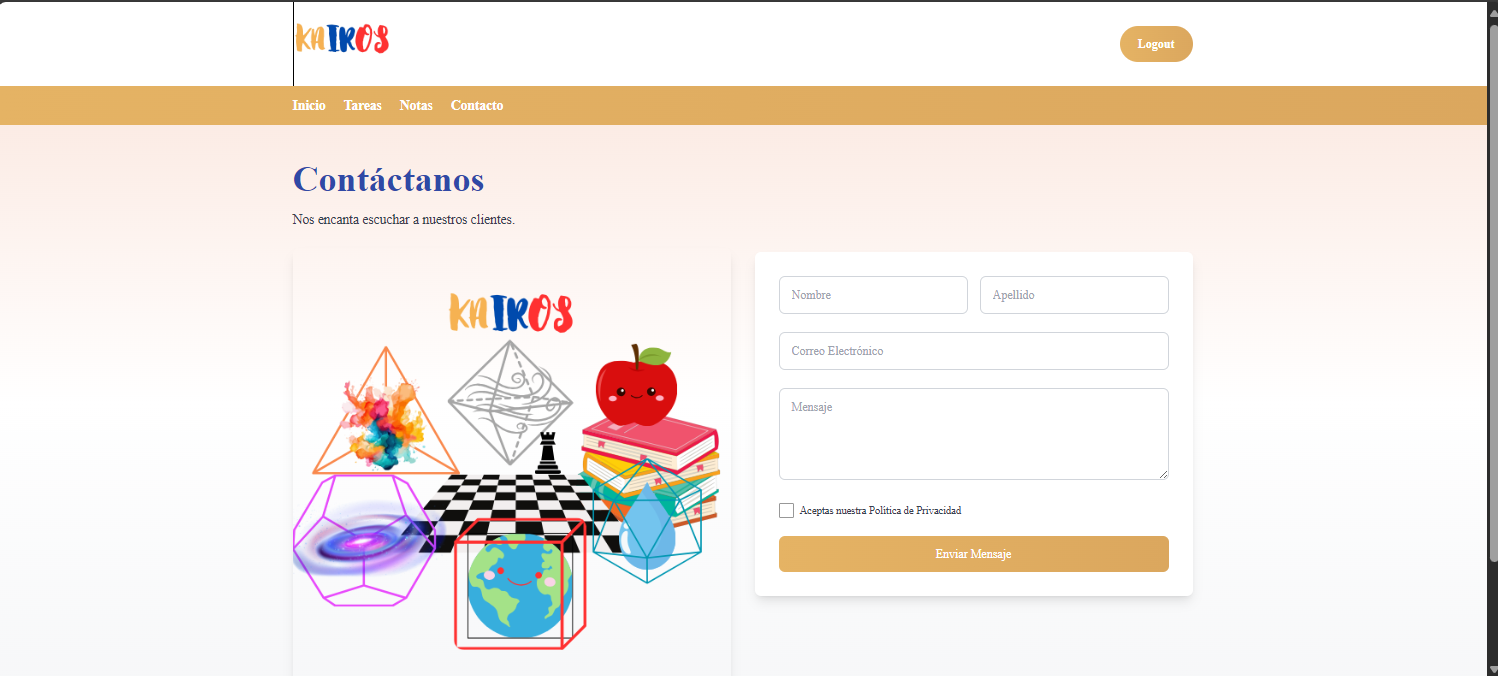 KAIROS
Logout
Inicio Tareas Notas Contacto
Contáctanos
Nos encanta escuchar a nuestros clientes.
KAIROS
Nombre Apellido
Correo Electrónico
Mensaje
Aceptas nuestra Política de Privacidad
Enviar Mensaje